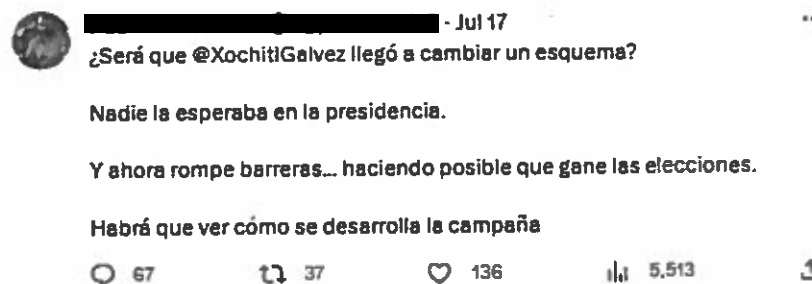 - Jul 17
¿Será que @XochitlGalvez llegó a cambiar un esquema?
Nadie la esperaba en la presidencia.
Y ahora rompe barreras... haciendo posible que gane las elecciones.
Habrá que ver cómo se desarrolla la campaña
67 37 136 5,513